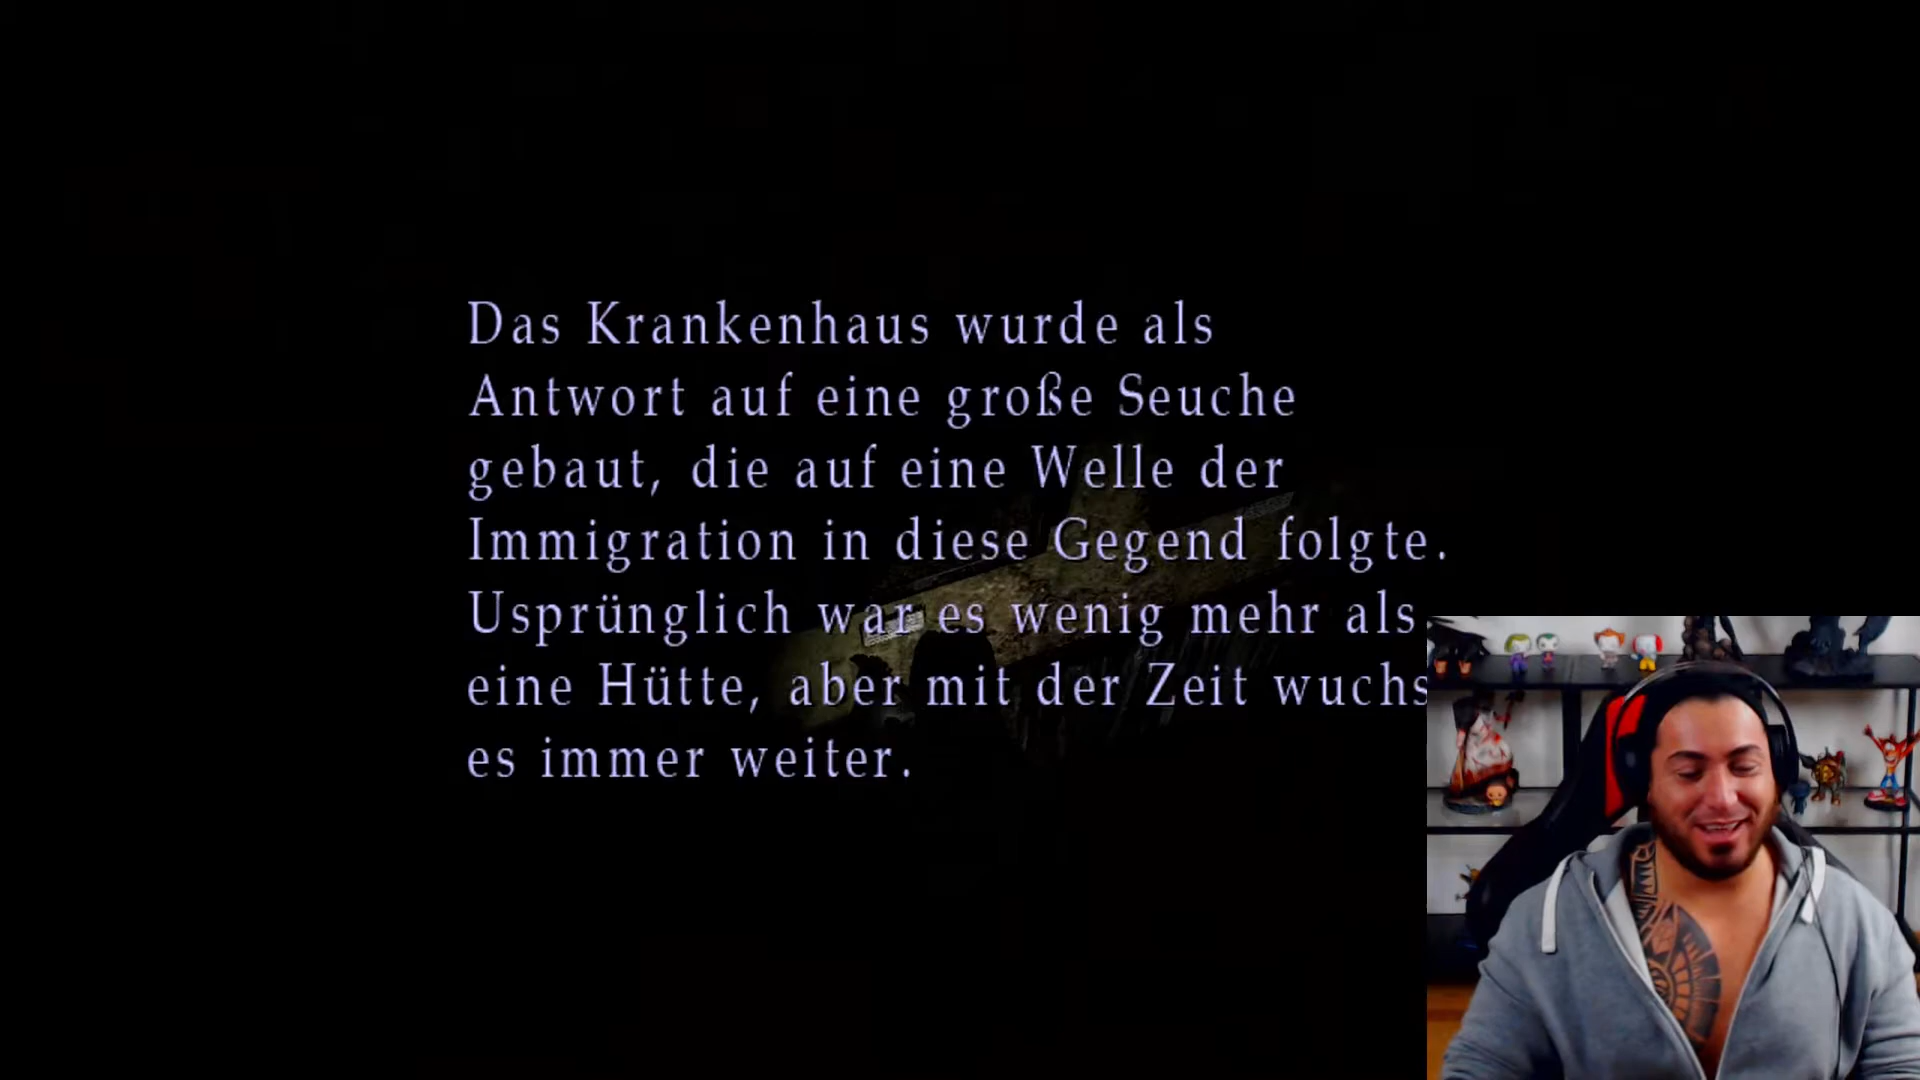 Das Krankenhaus wurde als
Antwort auf eine große Seuche
gebaut, die auf eine Welle der
Immigration in diese Gegend folgte.
Usprünglich war es wenig mehr als
eine Hütte, aber mit der Zeit wuchs
es immer weiter.